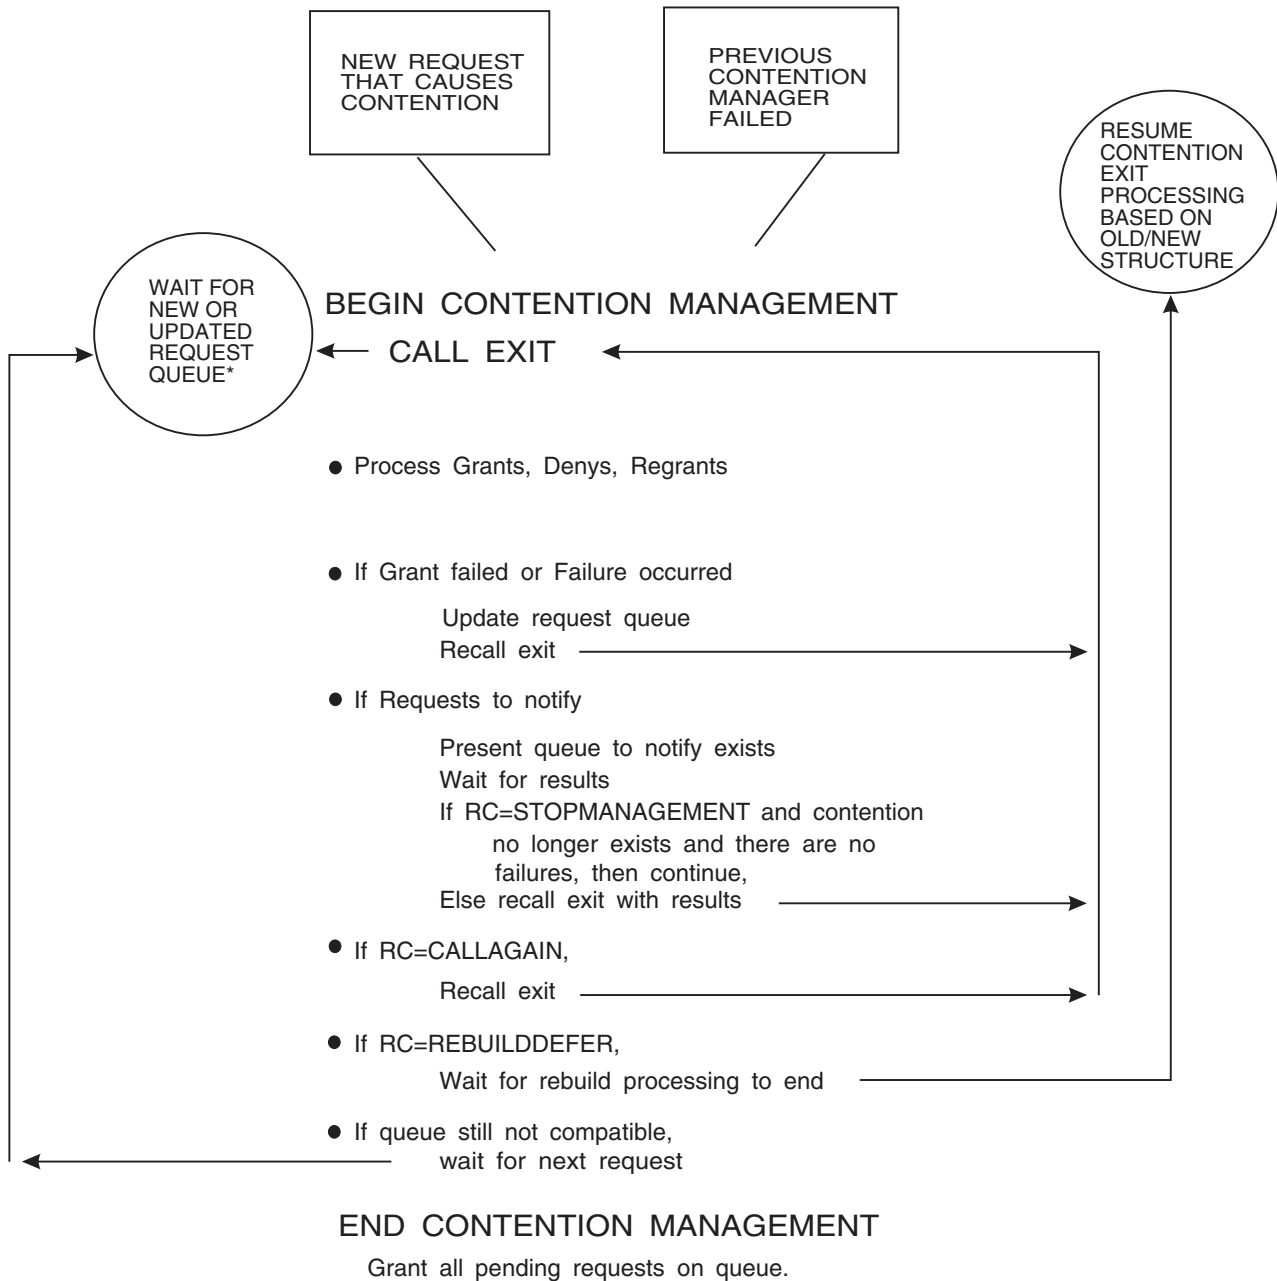 NEW REQUEST
THAT CAUSES
CONTENTION
PREVIOUS
CONTENTION
MANAGER
FAILED
RESUME
CONTENTION
EXIT
PROCESSING
BASED ON
OLD/NEW
STRUCTURE
WAIT FOR
NEW OR
UPDATED
REQUEST
QUEUE*
BEGIN CONTENTION MANAGEMENT
CALL EXIT
● Process Grants, Denys, Regrants
● If Grant failed or Failure occurred
Update request queue
Recall exit
● If Requests to notify
Present queue to notify exists
Wait for results
If RC=STOPMANAGEMENT and contention
no longer exists and there are no
failures, then continue,
Else recall exit with results
● If RC=CALLAGAIN,
Recall exit
● If RC=REBUILDDEFER,
Wait for rebuild processing to end
● If queue still not compatible,
wait for next request
END CONTENTION MANAGEMENT
Grant all pending requests on queue.